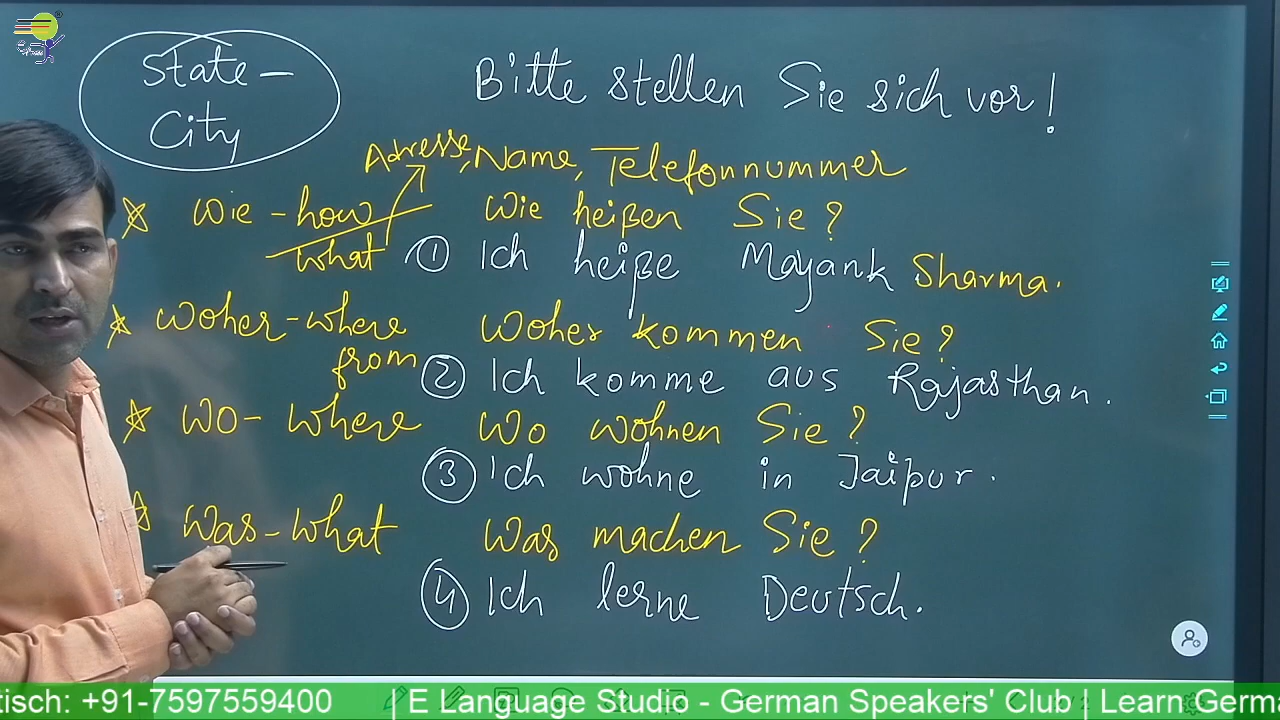 State -
City
Bitte stellen Sie sich vor!
Adresse, Name, Telefonnummer
Wie - how
what
Wie heißen Sie?
① Ich heiße Mayank Sharma.
Woher - where
from
Woher kommen Sie?
② Ich komme aus Rajasthan.
Wo - where
Wo wohnen Sie?
③ Ich wohne in Jaipur.
Was - what
Was machen Sie?
④ Ich lerne Deutsch.
tisch: +91-7597559400 | E Language Studio - German Speakers' Club | Learn Germa